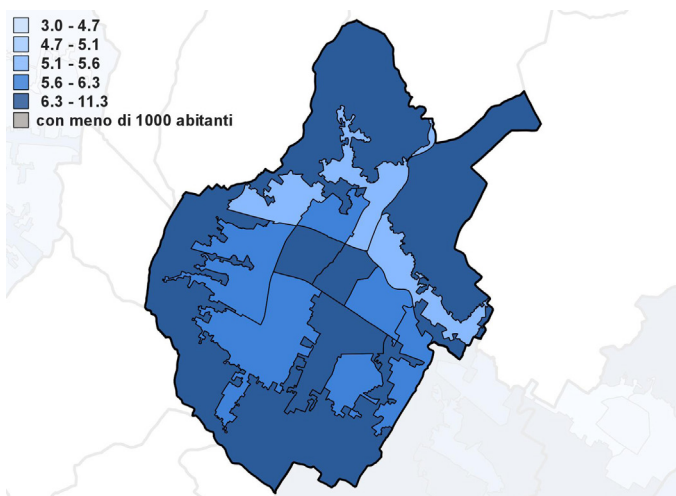 3.0 - 4.7
4.7 - 5.1
5.1 - 5.6
5.6 - 6.3
6.3 - 11.3
con meno di 1000 abitanti